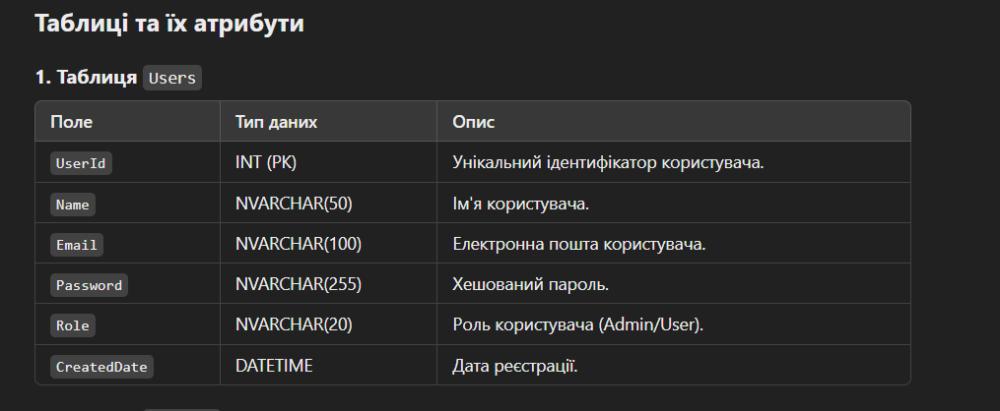 Таблиці та їх атрибути
1. Таблиця Users
Поле Тип даних Опис
UserId INT (PK) Унікальний ідентифікатор користувача.
Name NVARCHAR(50) Ім'я користувача.
Email NVARCHAR(100) Електронна пошта користувача.
Password NVARCHAR(255) Хешований пароль.
Role NVARCHAR(20) Роль користувача (Admin/User).
CreatedDate DATETIME Дата реєстрації.